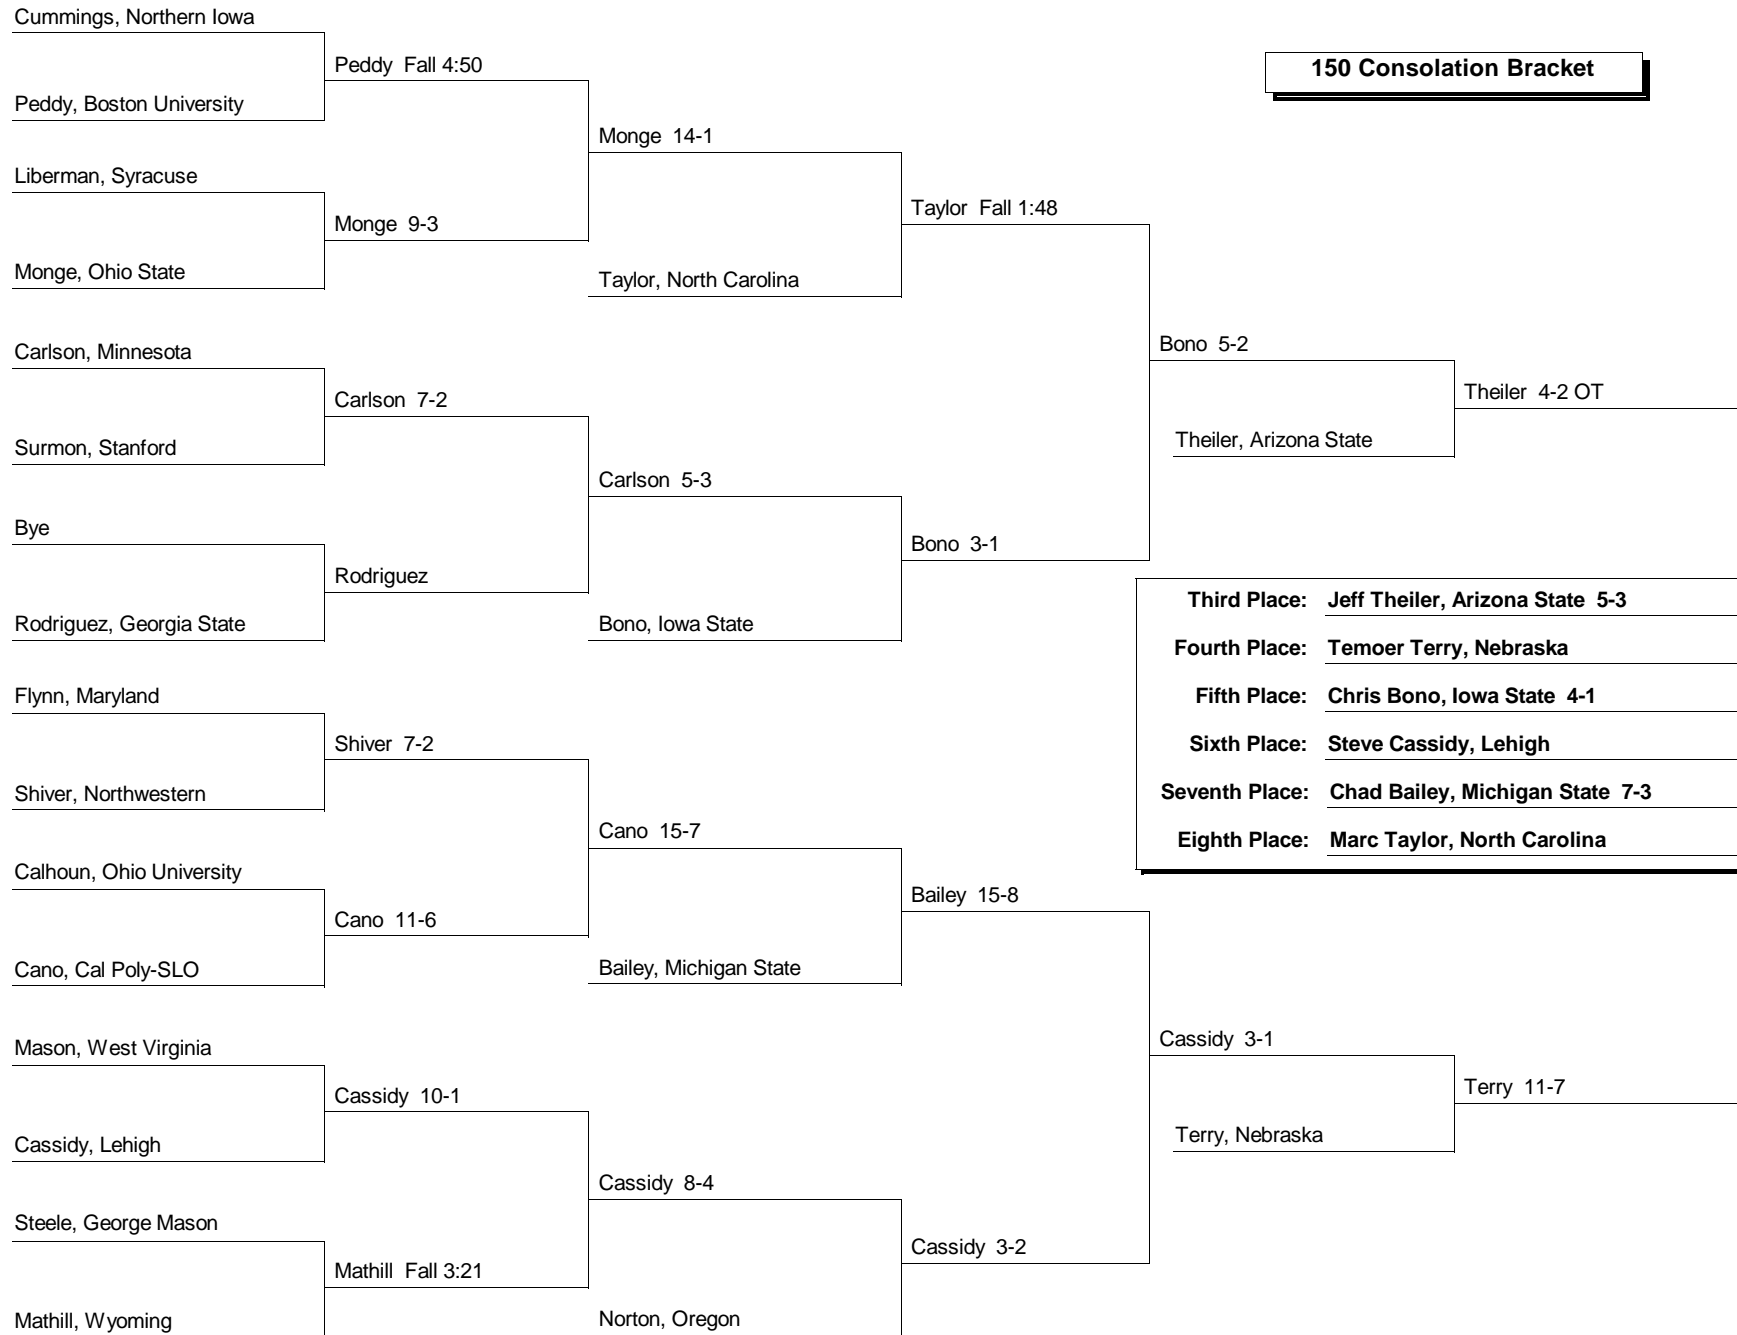 Cummings, Northern Iowa
Peddy  Fall 4:50
150 Consolation Bracket
Peddy, Boston University
Monge  14-1
Liberman, Syracuse
Taylor  Fall 1:48
Monge  9-3
Monge, Ohio State
Taylor, North Carolina
Carlson, Minnesota
Bono  5-2
Carlson  7-2
Theiler  4-2 OT
Surmon, Stanford
Theiler, Arizona State
Carlson  5-3
Bye
Bono  3-1
Rodriguez
Rodriguez, Georgia State
Bono, Iowa State
Third Place: Jeff Theiler, Arizona State  5-3
Fourth Place: Temoer Terry, Nebraska
Fifth Place: Chris Bono, Iowa State  4-1
Sixth Place: Steve Cassidy, Lehigh
Seventh Place: Chad Bailey, Michigan State  7-3
Eighth Place: Marc Taylor, North Carolina
Flynn, Maryland
Shiver  7-2
Shiver, Northwestern
Cano  15-7
Calhoun, Ohio University
Bailey  15-8
Cano  11-6
Cano, Cal Poly-SLO
Bailey, Michigan State
Mason, West Virginia
Cassidy  3-1
Cassidy  10-1
Terry  11-7
Cassidy, Lehigh
Terry, Nebraska
Cassidy  8-4
Steele, George Mason
Cassidy  3-2
Mathill  Fall 3:21
Mathill, Wyoming
Norton, Oregon